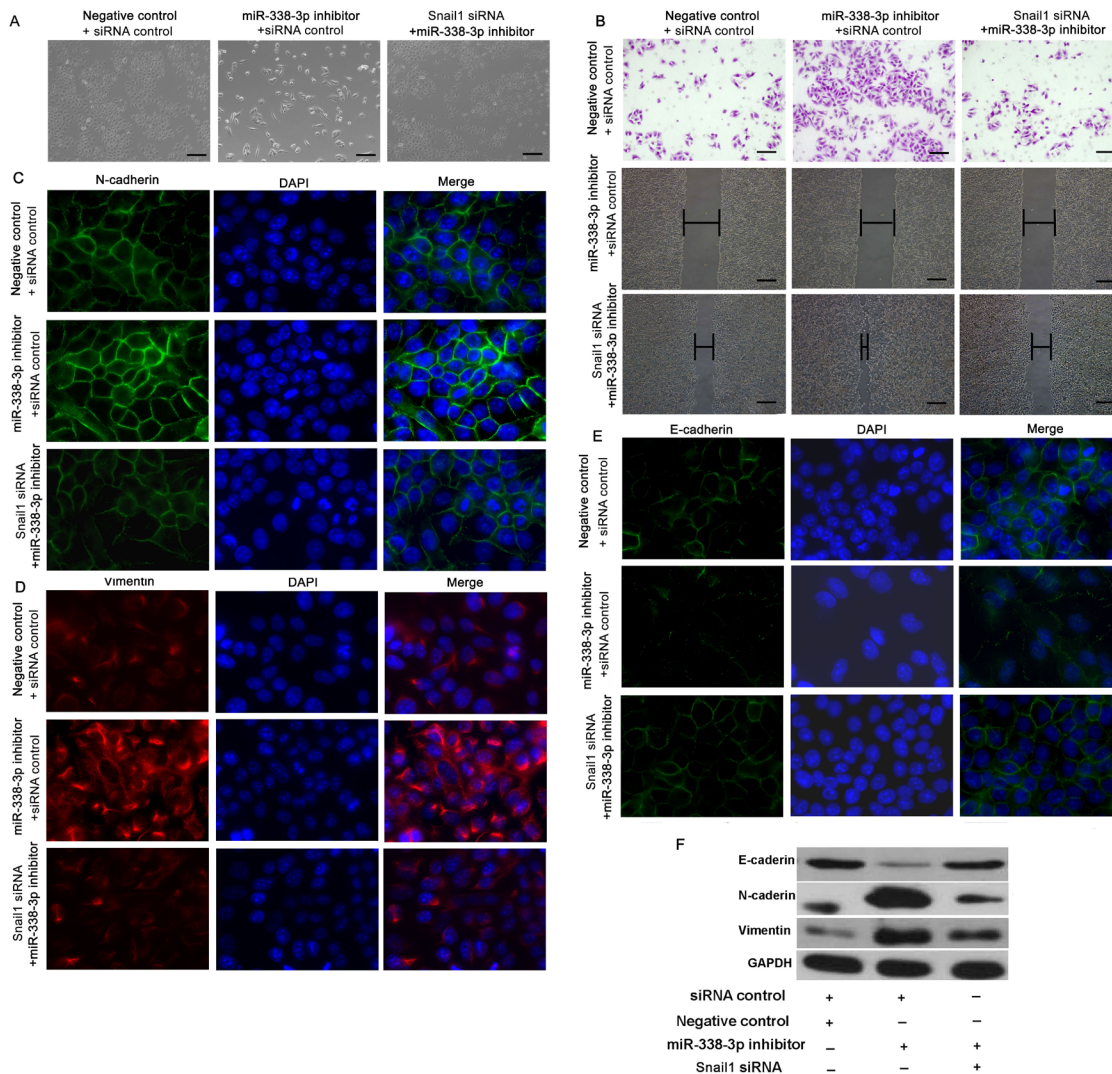 A
Negative control
+ siRNA control
miR-338-3p inhibitor
+siRNA control
Snail1 siRNA
+miR-338-3p inhibitor
B
Negative control
+ siRNA control
miR-338-3p inhibitor
+siRNA control
Snail1 siRNA
+miR-338-3p inhibitor
Negative control
+ siRNA control
miR-338-3p inhibitor
+siRNA control
Snail1 siRNA
+miR-338-3p inhibitor
C
N-cadherin
DAPI
Merge
Negative control
+ siRNA control
miR-338-3p inhibitor
+siRNA control
Snail1 siRNA
+miR-338-3p inhibitor
D
Vimentin
DAPI
Merge
Negative control
+ siRNA control
miR-338-3p inhibitor
+siRNA control
Snail1 siRNA
+miR-338-3p inhibitor
E
E-cadherin
DAPI
Merge
Negative control
+ siRNA control
miR-338-3p inhibitor
+siRNA control
Snail1 siRNA
+miR-338-3p inhibitor
F
E-caderin
N-caderin
Vimentin
GAPDH
siRNA control + + –
Negative control + – –
miR-338-3p inhibitor – + +
Snail1 siRNA – – +